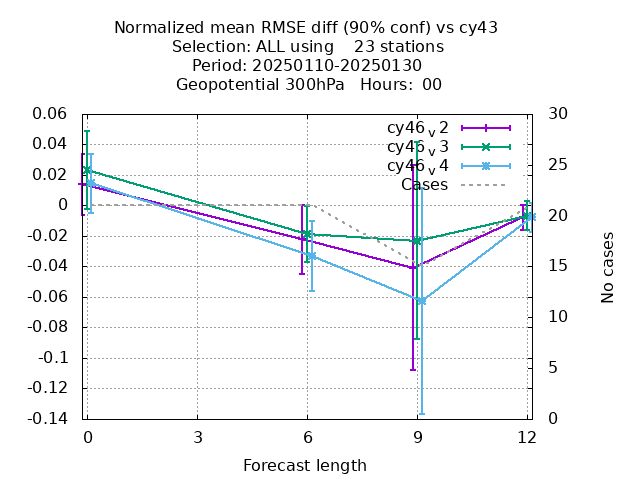 Normalized mean RMSE diff (90% conf) vs cy43
Selection: ALL using    23 stations
Period: 20250110-20250130
Geopotential 300hPa   Hours:  00
0.06
0.04
0.02
0
-0.02
-0.04
-0.06
-0.08
-0.1
-0.12
-0.14
30
25
20
15
10
5
0
cy46v2
cy46v3
cy46v4
Cases
No cases
0 3 6 9 12
Forecast length